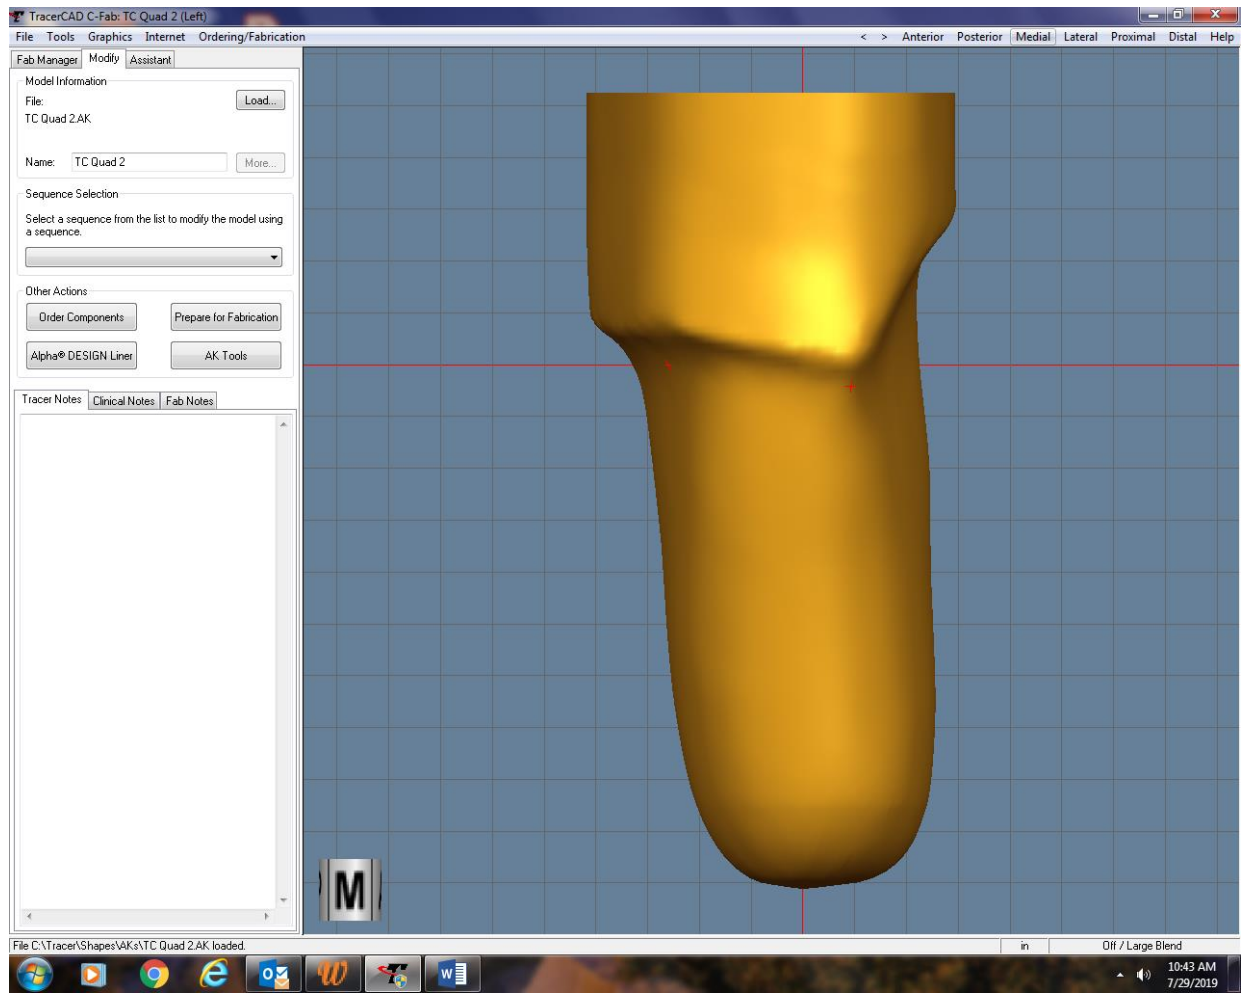 TracerCAD C-Fab: TC Quad 2 (Left)
File Tools Graphics Internet Ordering/Fabrication < > Anterior Posterior Medial Lateral Proximal Distal Help
Fab Manager Modify Assistant
Model Information
File: Load...
TC Quad 2.AK
Name: TC Quad 2 More...
Sequence Selection
Select a sequence from the list to modify the model using
a sequence.
Other Actions
Order Components Prepare for Fabrication
Alpha® DESIGN Liner AK Tools
Tracer Notes Clinical Notes Fab Notes
M
File C:\Tracer\Shapes\AKs\TC Quad 2.AK loaded. in Off / Large Blend
10:43 AM
7/29/2019